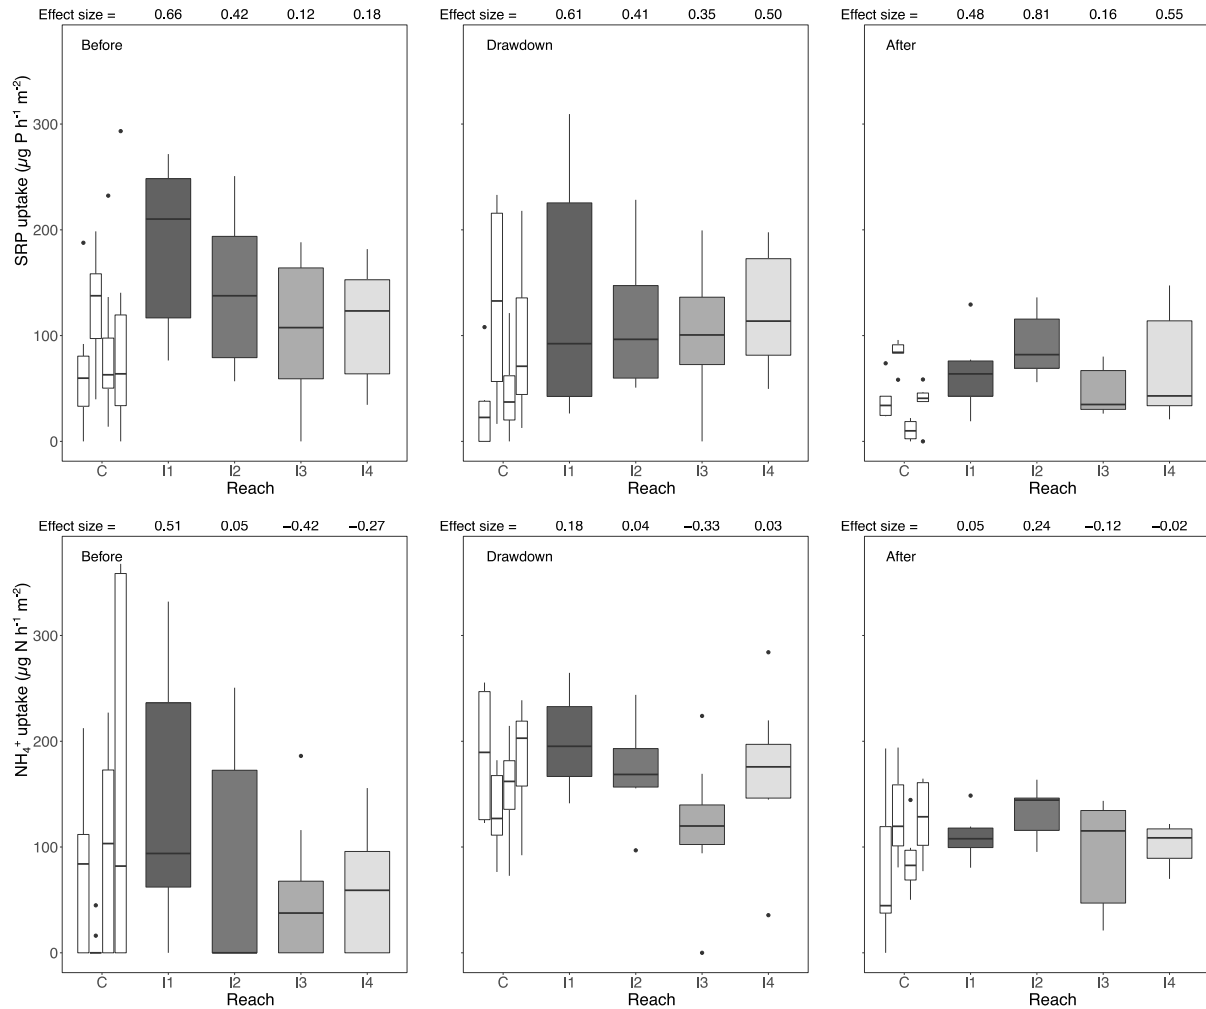 Effect size = 0.66 0.42 0.12 0.18
Effect size = 0.61 0.41 0.35 0.50
Effect size = 0.48 0.81 0.16 0.55
Before
Drawdown
After
SRP uptake (µg P h⁻¹ m⁻²)
300
200
100
0
C I1 I2 I3 I4
C I1 I2 I3 I4
C I1 I2 I3 I4
Reach
Reach
Reach
Effect size = 0.51 0.05 −0.42 −0.27
Effect size = 0.18 0.04 −0.33 0.03
Effect size = 0.05 0.24 −0.12 −0.02
Before
Drawdown
After
NH₄⁺ uptake (µg N h⁻¹ m⁻²)
300
200
100
0
C I1 I2 I3 I4
C I1 I2 I3 I4
C I1 I2 I3 I4
Reach
Reach
Reach